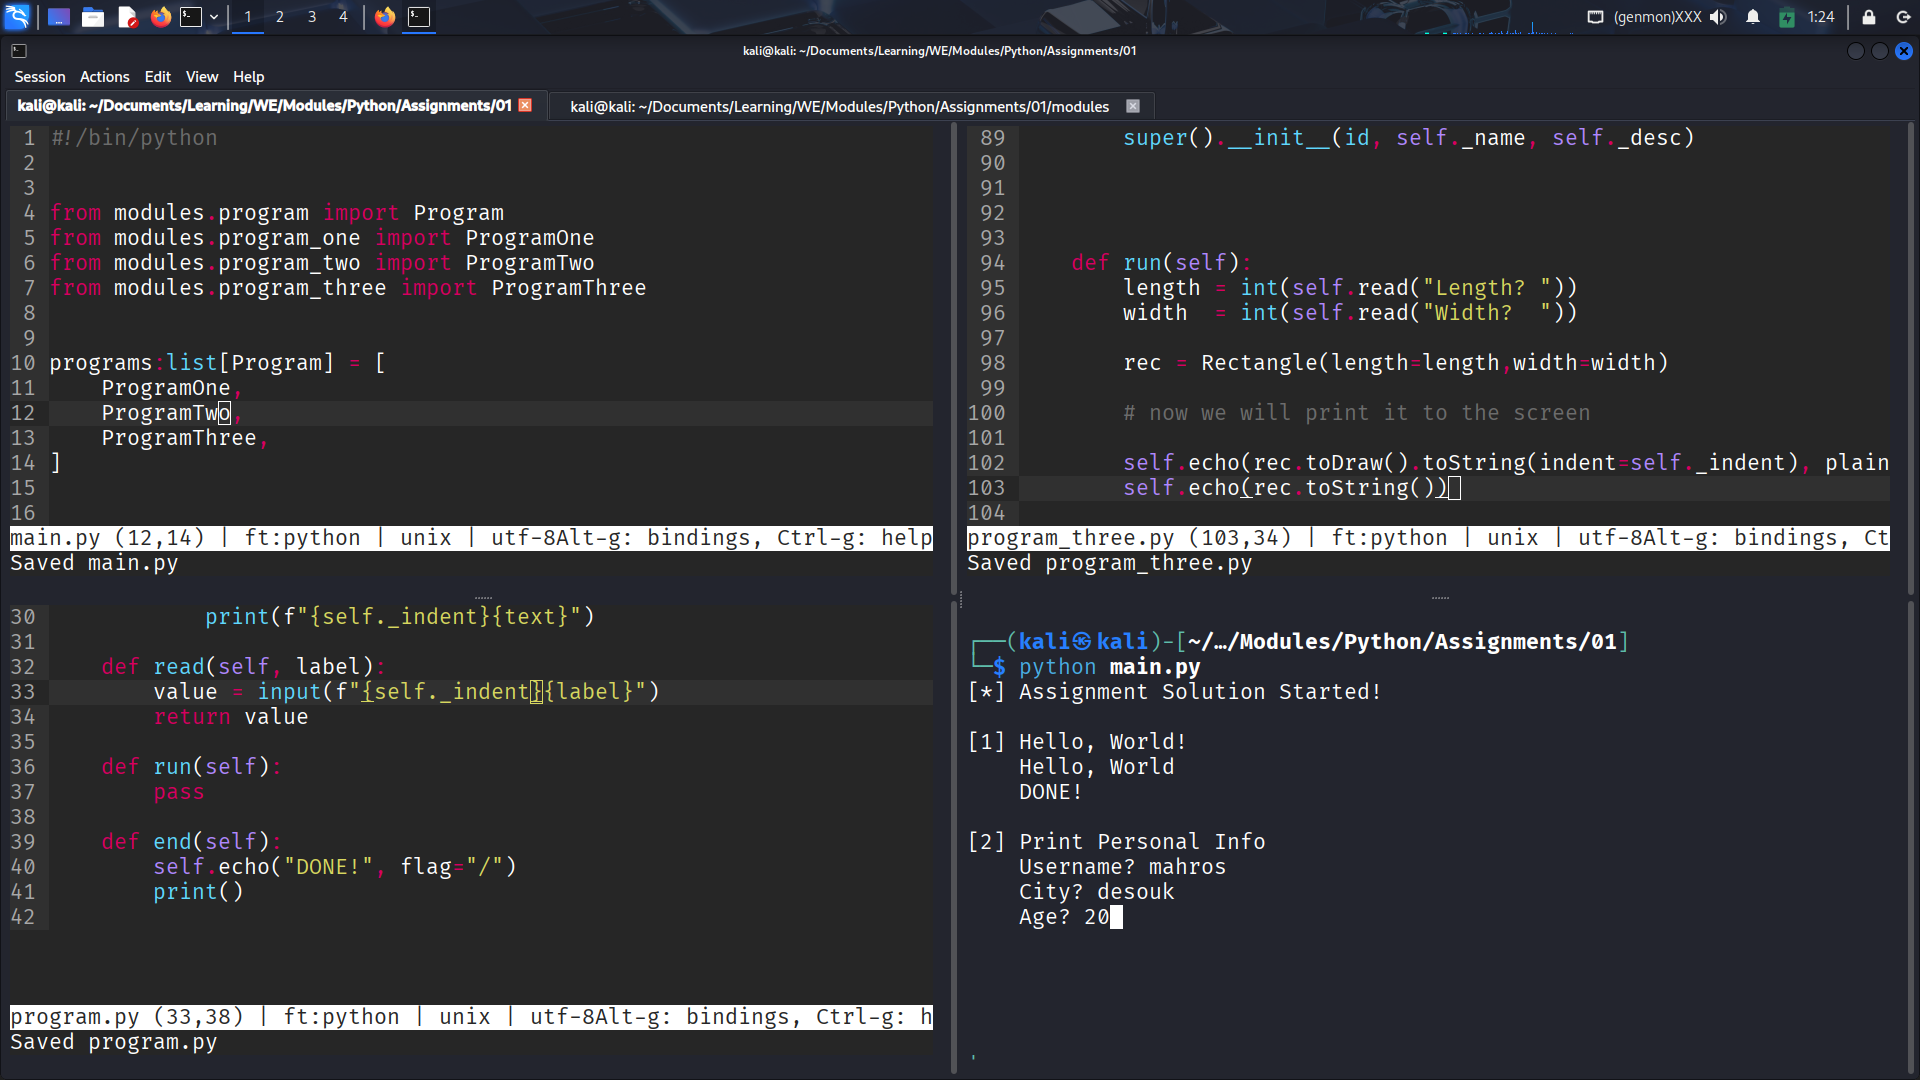 1 2 3 4 (genmon)XXX 1:24
kali@kali: ~/Documents/Learning/WE/Modules/Python/Assignments/01
Session Actions Edit View Help
kali@kali: ~/Documents/Learning/WE/Modules/Python/Assignments/01
kali@kali: ~/Documents/Learning/WE/Modules/Python/Assignments/01/modules
1 #!/bin/python
2
3
4 from modules.program import Program
5 from modules.program_one import ProgramOne
6 from modules.program_two import ProgramTwo
7 from modules.program_three import ProgramThree
8
9
10 programs:list[Program] = [
11     ProgramOne,
12     ProgramTwo,
13     ProgramThree,
14 ]
15
16
main.py (12,14) | ft:python | unix | utf-8Alt-g: bindings, Ctrl-g: help
Saved main.py
89         super().__init__(id, self._name, self._desc)
90
91
92
93
94     def run(self):
95         length = int(self.read("Length? "))
96         width  = int(self.read("Width?  "))
97
98         rec = Rectangle(length=length,width=width)
99
100         # now we will print it to the screen
101
102         self.echo(rec.toDraw().toString(indent=self._indent), plain
103         self.echo(rec.toString())
104
program_three.py (103,34) | ft:python | unix | utf-8Alt-g: bindings, Ct
Saved program_three.py
30             print(f"{self._indent}{text}")
31
32     def read(self, label):
33         value = input(f"{self._indent}{label}")
34         return value
35
36     def run(self):
37         pass
38
39     def end(self):
40         self.echo("DONE!", flag="/")
41         print()
42
program.py (33,38) | ft:python | unix | utf-8Alt-g: bindings, Ctrl-g: h
Saved program.py
┌──(kali㉿kali)-[~/…/Modules/Python/Assignments/01]
└─$ python main.py
[*] Assignment Solution Started!
[1] Hello, World!
    Hello, World
    DONE!
[2] Print Personal Info
    Username? mahros
    City? desouk
    Age? 20
'